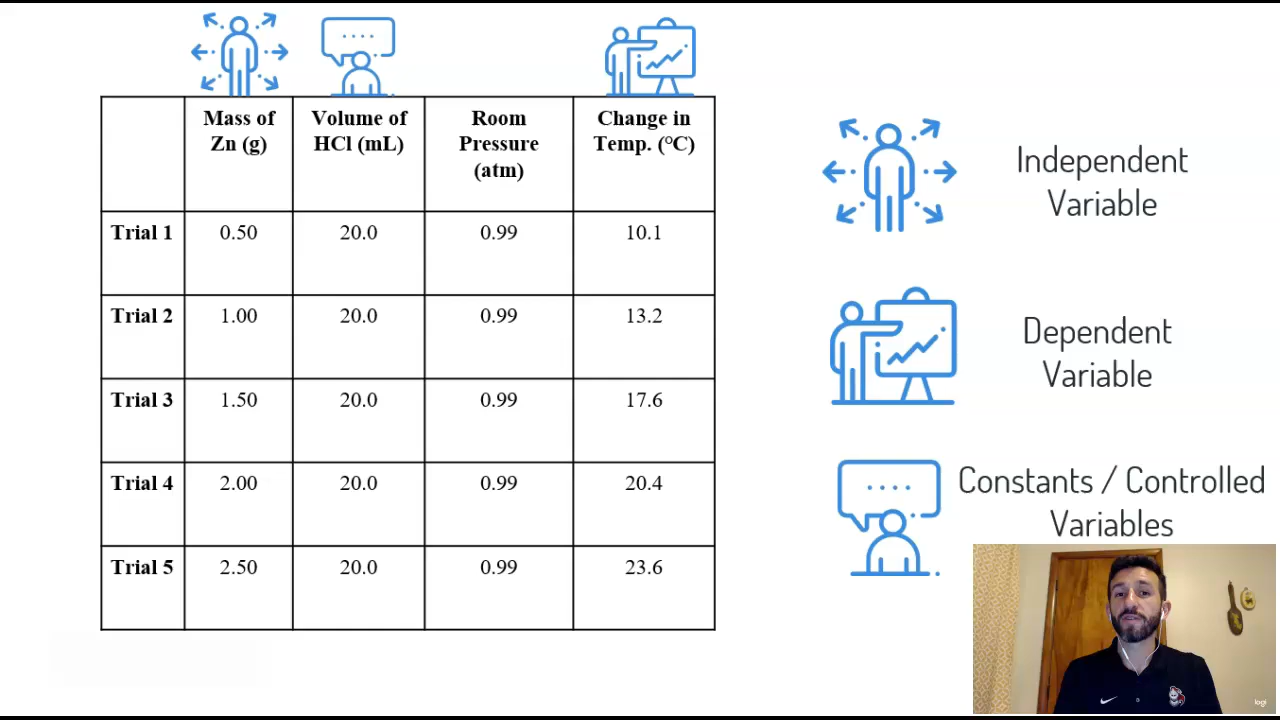 Mass of
Zn (g)
Volume of
HCl (mL)
Room
Pressure
(atm)
Change in
Temp. (°C)
Trial 1 0.50 20.0 0.99 10.1
Trial 2 1.00 20.0 0.99 13.2
Trial 3 1.50 20.0 0.99 17.6
Trial 4 2.00 20.0 0.99 20.4
Trial 5 2.50 20.0 0.99 23.6
Independent
Variable
Dependent
Variable
Constants / Controlled
Variables
logi